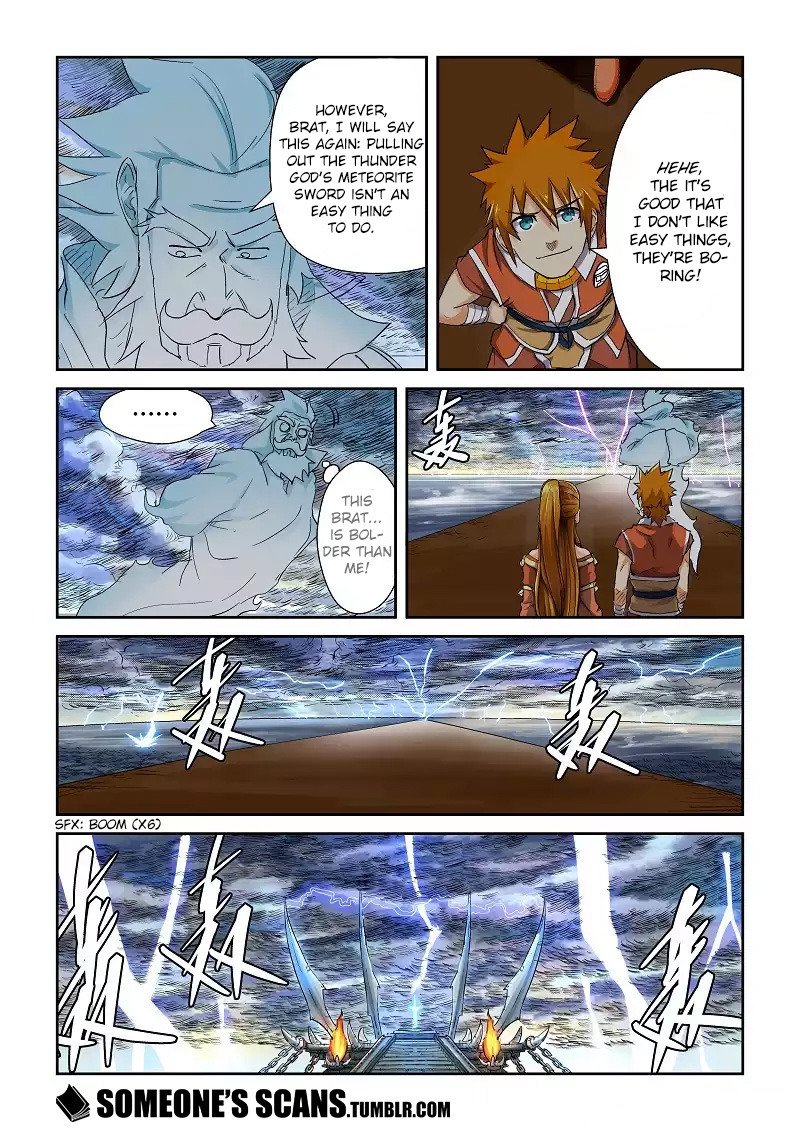 HOWEVER,
BRAT, I WILL SAY
THIS AGAIN: PULLING
OUT THE THUNDER
GOD'S METEORITE
SWORD ISN'T AN
EASY THING
TO DO.
HEHE,
THE IT'S
GOOD THAT
I DON'T LIKE
EASY THINGS,
THEY'RE BO-
RING!
......
THIS
BRAT...
IS BOL-
DER THAN
ME!
轰
轰
轰
SFX: BOOM (X6)
轰
轰
轰
SOMEONE'S SCANS.TUMBLR.COM